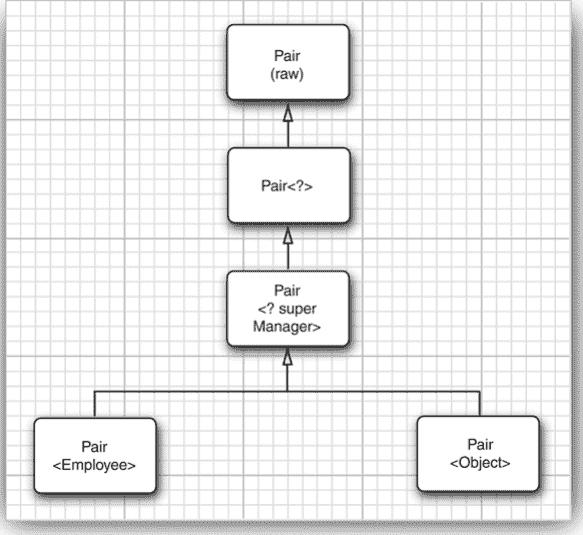 Pair
(raw)
Pair<?>
Pair
<? super
Manager>
Pair
<Employee>
Pair
<Object>